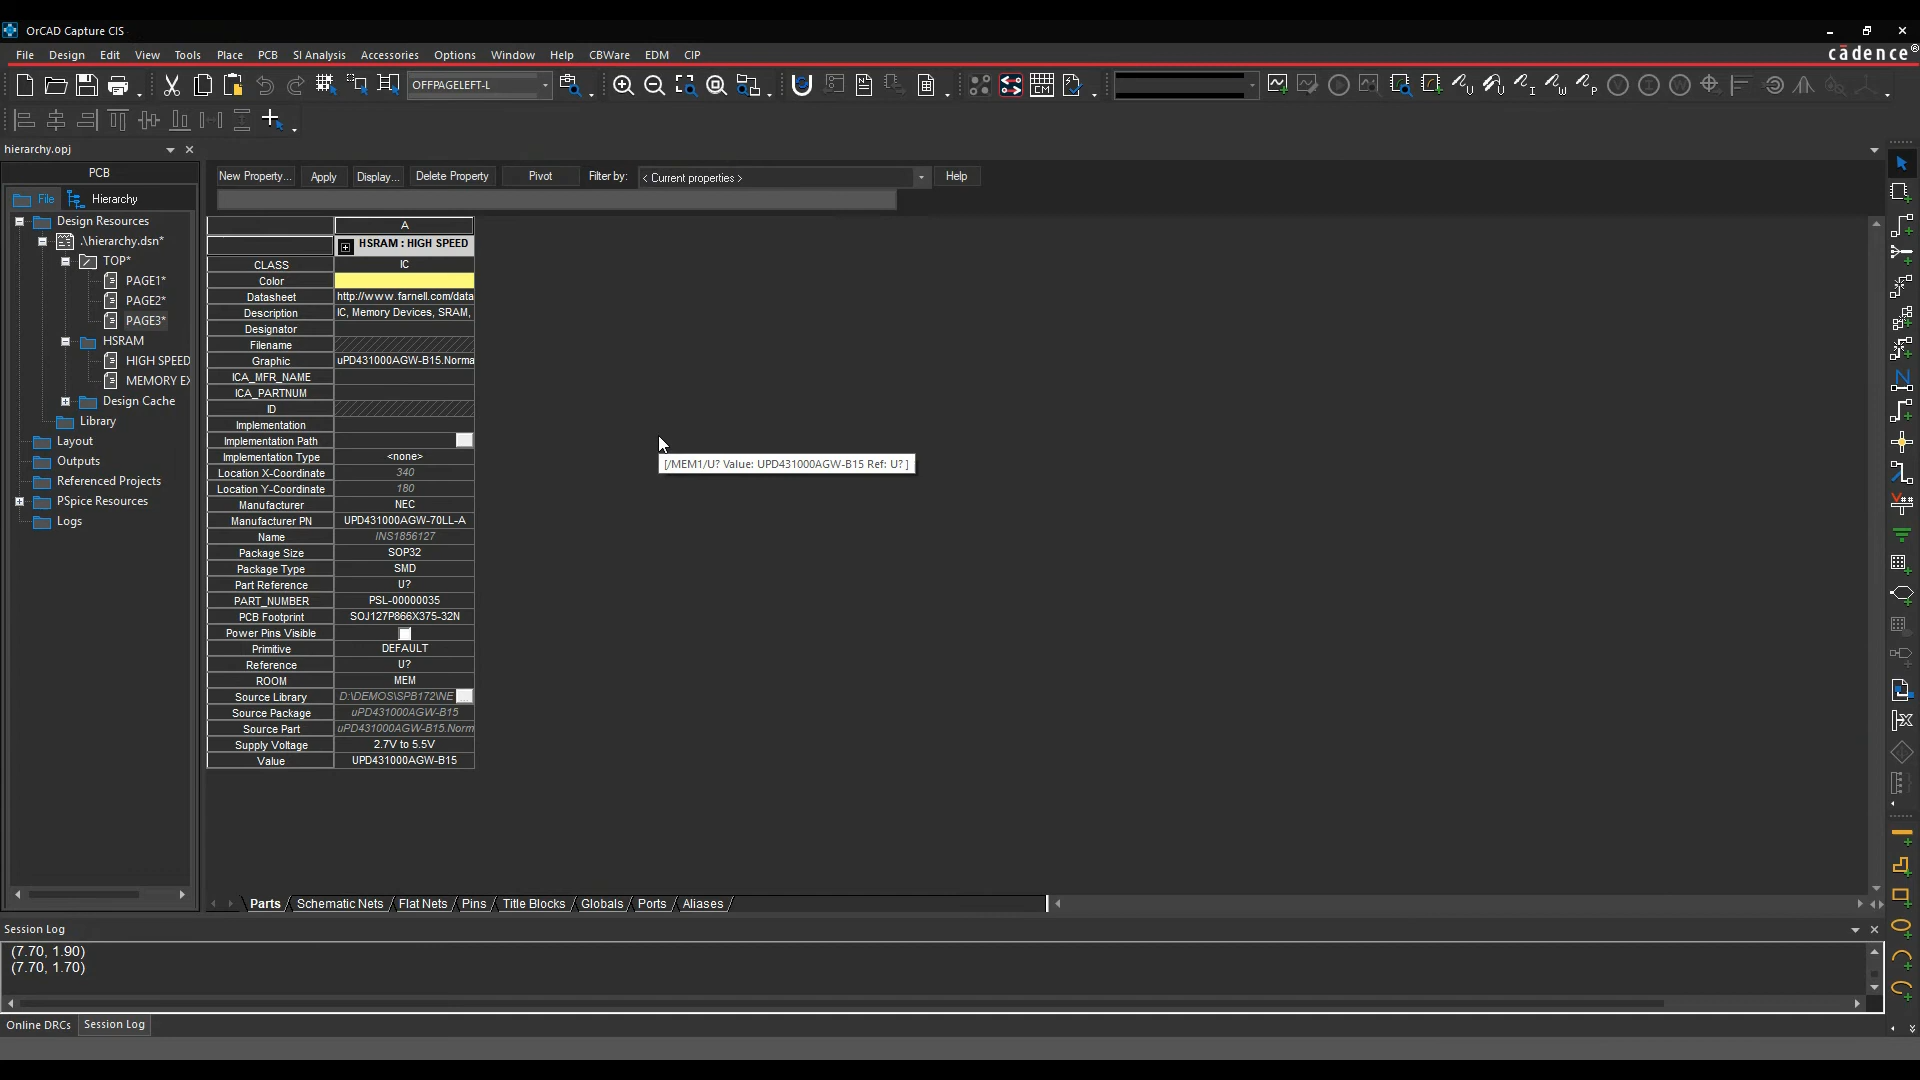 OrCAD Capture CIS
File Design Edit View Tools Place PCB SI Analysis Accessories Options Window Help CBWare EDM CIP
cādence®
OFFPAGELEFT-L
hierarchy.opj
PCB
File Hierarchy
Design Resources
.\hierarchy.dsn*
TOP*
PAGE1*
PAGE2*
PAGE3*
HSRAM
HIGH SPEED
MEMORY EX
Design Cache
Library
Layout
Outputs
Referenced Projects
PSpice Resources
Logs
New Property... Apply Display... Delete Property Pivot Filter by: < Current properties > Help
A
HSRAM : HIGH SPEED
CLASS IC
Color
Datasheet http://www.farnell.com/data
Description IC, Memory Devices, SRAM,
Designator
Filename
Graphic uPD431000AGW-B15.Norma
ICA_MFR_NAME
ICA_PARTNUM
ID
Implementation
Implementation Path
Implementation Type <none>
Location X-Coordinate 340
Location Y-Coordinate 180
Manufacturer NEC
Manufacturer PN UPD431000AGW-70LL-A
Name INS1856127
Package Size SOP32
Package Type SMD
Part Reference U?
PART_NUMBER PSL-00000035
PCB Footprint SOJ127P866X375-32N
Power Pins Visible
Primitive DEFAULT
Reference U?
ROOM MEM
Source Library D:\DEMOS\SPB172\NE
Source Package uPD431000AGW-B15
Source Part uPD431000AGW-B15.Norm
Supply Voltage 2.7V to 5.5V
Value UPD431000AGW-B15
[/MEM1/U? Value: UPD431000AGW-B15 Ref: U? ]
Parts Schematic Nets Flat Nets Pins Title Blocks Globals Ports Aliases
Session Log
(7.70, 1.90)
(7.70, 1.70)
Online DRCs Session Log